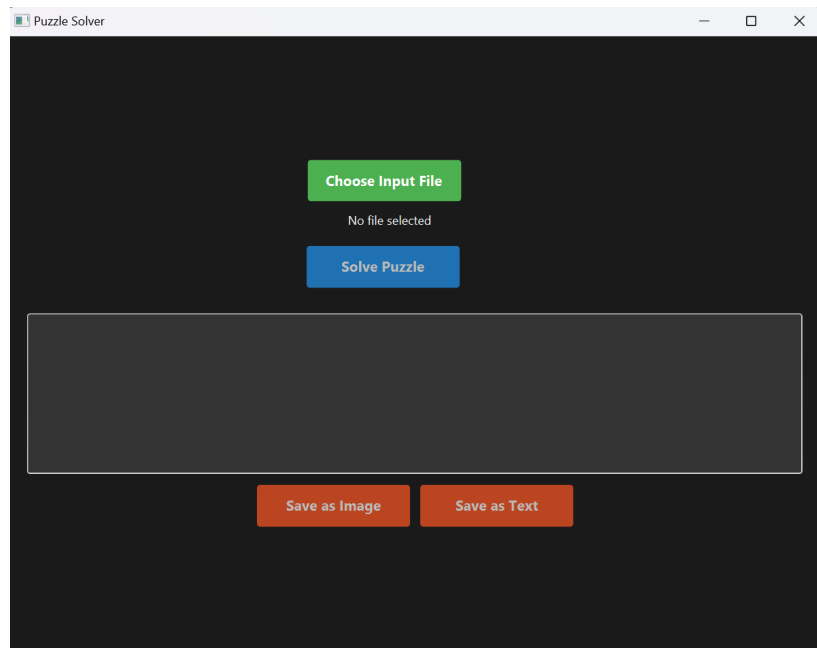 Puzzle Solver
Choose Input File
No file selected
Solve Puzzle
Save as Image
Save as Text